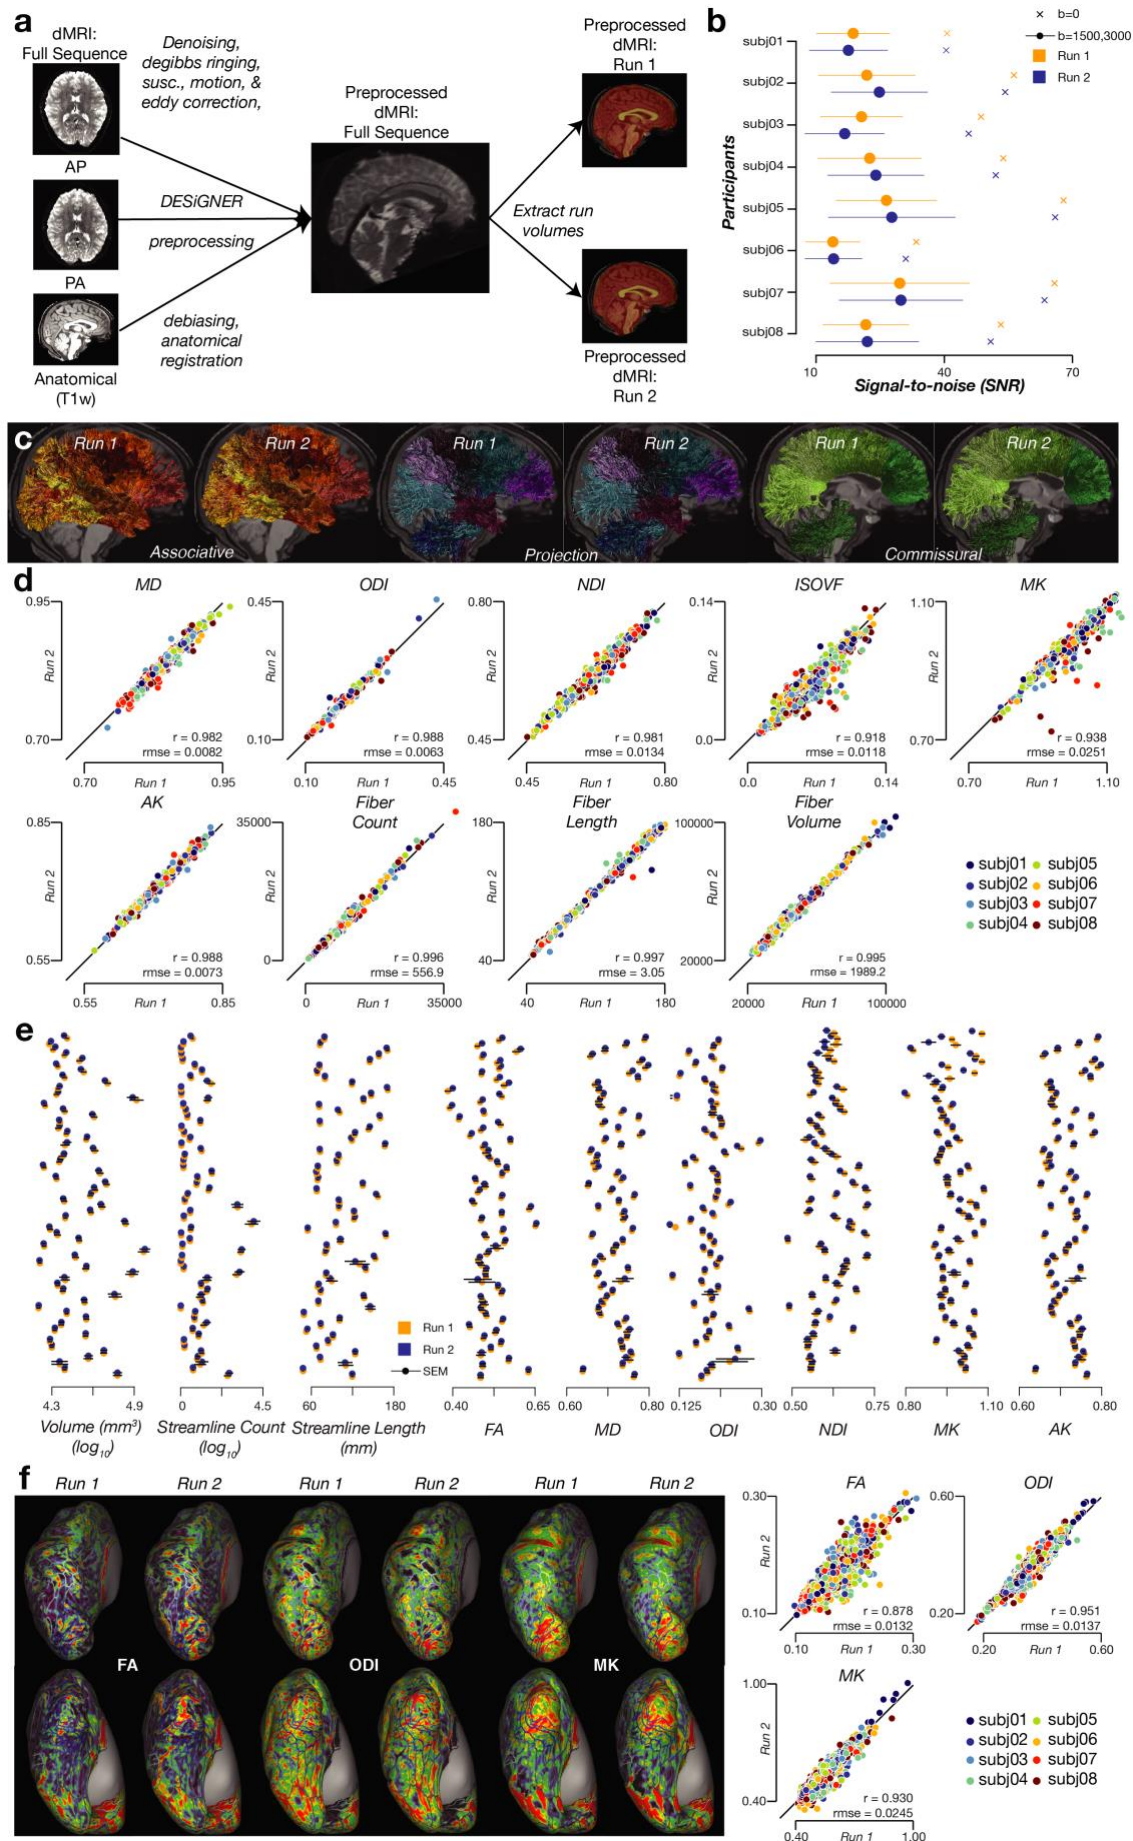 a
dMRI:
Full Sequence
AP
PA
Anatomical
(T1w)
Denoising,
degibbs ringing,
susc., motion, &
eddy correction,
DESiGNER
preprocessing
debiasing,
anatomical
registration
Preprocessed
dMRI:
Full Sequence
Extract run
volumes
Preprocessed
dMRI:
Run 1
Preprocessed
dMRI:
Run 2
b
b=0
b=1500,3000
Run 1
Run 2
Participants
subj01
subj02
subj03
subj04
subj05
subj06
subj07
subj08
10 40 70
Signal-to-noise (SNR)
c
Run 1 Run 2 Run 1 Run 2 Run 1 Run 2
Associative Projection Commissural
d
MD
0.95
Run 2
0.70
r = 0.982
rmse = 0.0082
0.70 Run 1 0.95
ODI
0.45
Run 2
0.10
r = 0.988
rmse = 0.0063
0.10 Run 1 0.45
NDI
0.80
Run 2
0.45
r = 0.981
rmse = 0.0134
0.45 Run 1 0.80
ISOVF
0.14
Run 2
0.0
r = 0.918
rmse = 0.0118
0.0 Run 1 0.14
MK
1.10
Run 2
0.70
r = 0.938
rmse = 0.0251
0.70 Run 1 1.10
AK
0.85
Run 2
0.55
r = 0.988
rmse = 0.0073
0.55 Run 1 0.85
Fiber
Count
35000
Run 2
0
r = 0.996
rmse = 556.9
0 Run 1 35000
Fiber
Length
180
Run 2
40
r = 0.997
rmse = 3.05
40 Run 1 180
Fiber
Volume
100000
Run 2
20000
r = 0.995
rmse = 1989.2
20000 Run 1 100000
subj01 subj05
subj02 subj06
subj03 subj07
subj04 subj08
e
Run 1
Run 2
SEM
4.3 4.9
Volume (mm³)
(log10)
0 4.5
Streamline Count
(log10)
60 180
Streamline Length
(mm)
0.40 0.65
FA
0.60 0.80
MD
0.125 0.30
ODI
0.50 0.75
NDI
0.80 1.10
MK
0.60 0.80
AK
f
Run 1 Run 2 Run 1 Run 2 Run 1 Run 2
FA ODI MK
FA
0.30
Run 2
0.10
r = 0.878
rmse = 0.0132
0.10 Run 1 0.30
ODI
0.60
Run 2
0.20
r = 0.951
rmse = 0.0137
0.20 Run 1 0.60
MK
1.00
Run 2
0.40
r = 0.930
rmse = 0.0245
0.40 Run 1 1.00
subj01 subj05
subj02 subj06
subj03 subj07
subj04 subj08